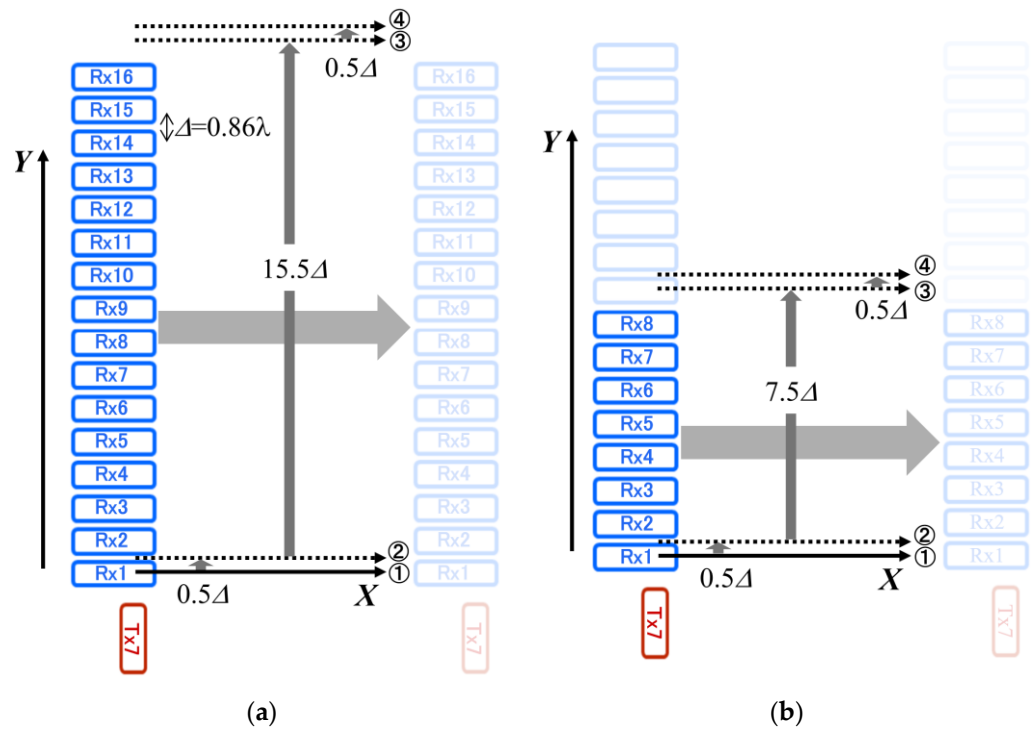 ④
③
0.5Δ
Rx16
Rx15
Rx14
Rx13
Rx12
Rx11
Rx10
Rx9
Rx8
Rx7
Rx6
Rx5
Rx4
Rx3
Rx2
Rx1
Δ=0.86λ
Y
15.5Δ
②
①
0.5Δ
X
Tx7
Rx16
Rx15
Rx14
Rx13
Rx12
Rx11
Rx10
Rx9
Rx8
Rx7
Rx6
Rx5
Rx4
Rx3
Rx2
Rx1
Tx7
(a)
Y
④
③
0.5Δ
Rx8
Rx7
Rx6
Rx5
Rx4
Rx3
Rx2
Rx1
7.5Δ
②
①
0.5Δ
X
Tx7
Rx8
Rx7
Rx6
Rx5
Rx4
Rx3
Rx2
Rx1
Tx7
(b)